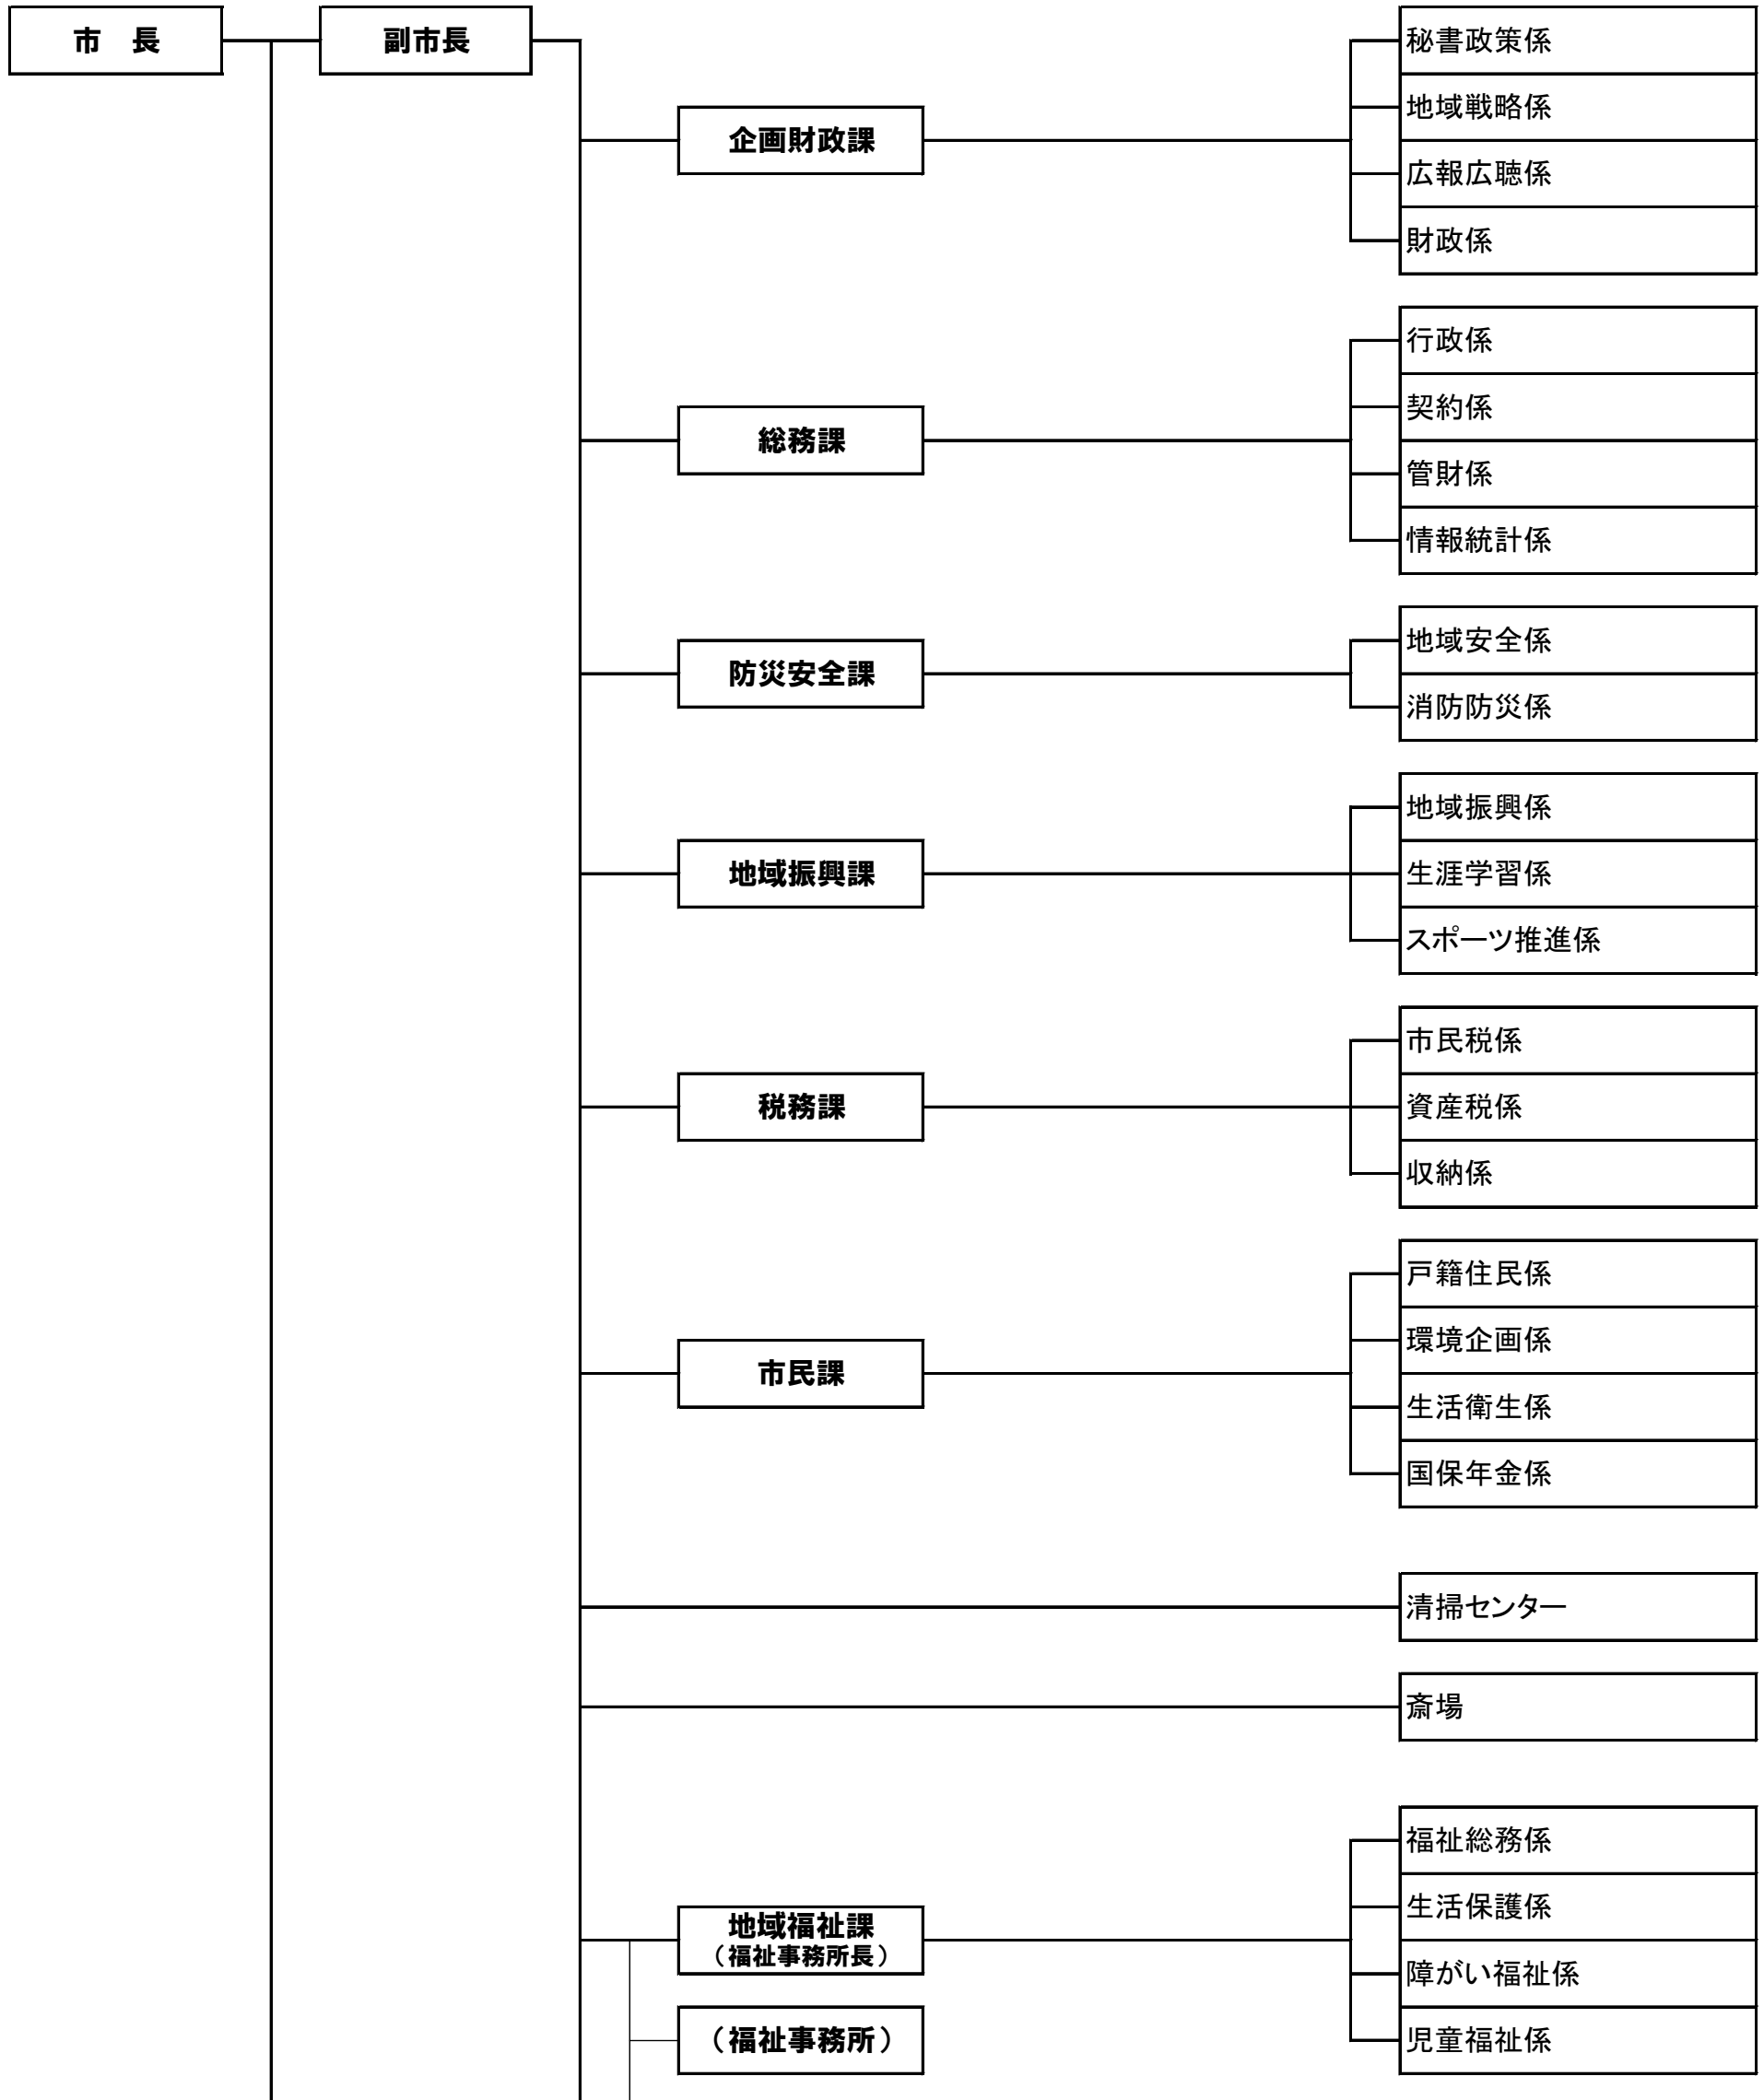 市　長
副市長
企画財政課
秘書政策係
地域戦略係
広報広聴係
財政係
総務課
行政係
契約係
管財係
情報統計係
防災安全課
地域安全係
消防防災係
地域振興課
地域振興係
生涯学習係
スポーツ推進係
税務課
市民税係
資産税係
収納係
市民課
戸籍住民係
環境企画係
生活衛生係
国保年金係
清掃センター
斎場
地域福祉課
（福祉事務所長）
（福祉事務所）
福祉総務係
生活保護係
障がい福祉係
児童福祉係